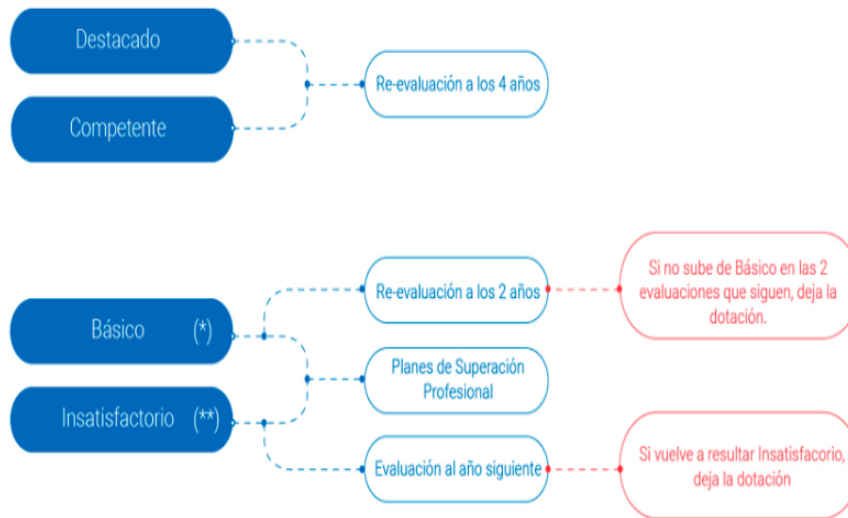 Destacado
Competente
Re-evaluación a los 4 años
Básico (*)
Insatisfactorio (**)
Re-evaluación a los 2 años
Planes de Superación
Profesional
Evaluación al año siguiente
Si no sube de Básico en las 2
evaluaciones que siguen, deja la
dotación.
Si vuelve a resultar Insatisfacorio,
deja la dotación